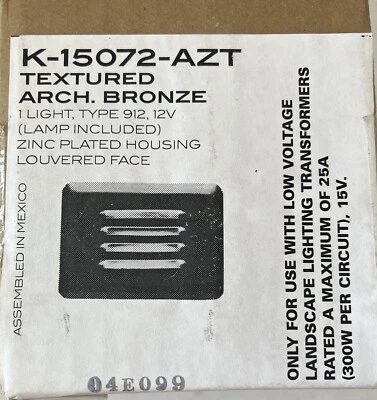 K-15072-AZT
TEXTURED
ARCH. BRONZE
1 LIGHT, TYPE 912, 12V
(LAMP INCLUDED)
ZINC PLATED HOUSING
LOUVERED FACE
ASSEMBLED IN MEXICO
ONLY FOR USE WITH LOW VOLTAGE
LANDSCAPE LIGHTING TRANSFORMERS
RATED A MAXIMUM OF 25A
(300W PER CIRCUIT), 15V.
04E099